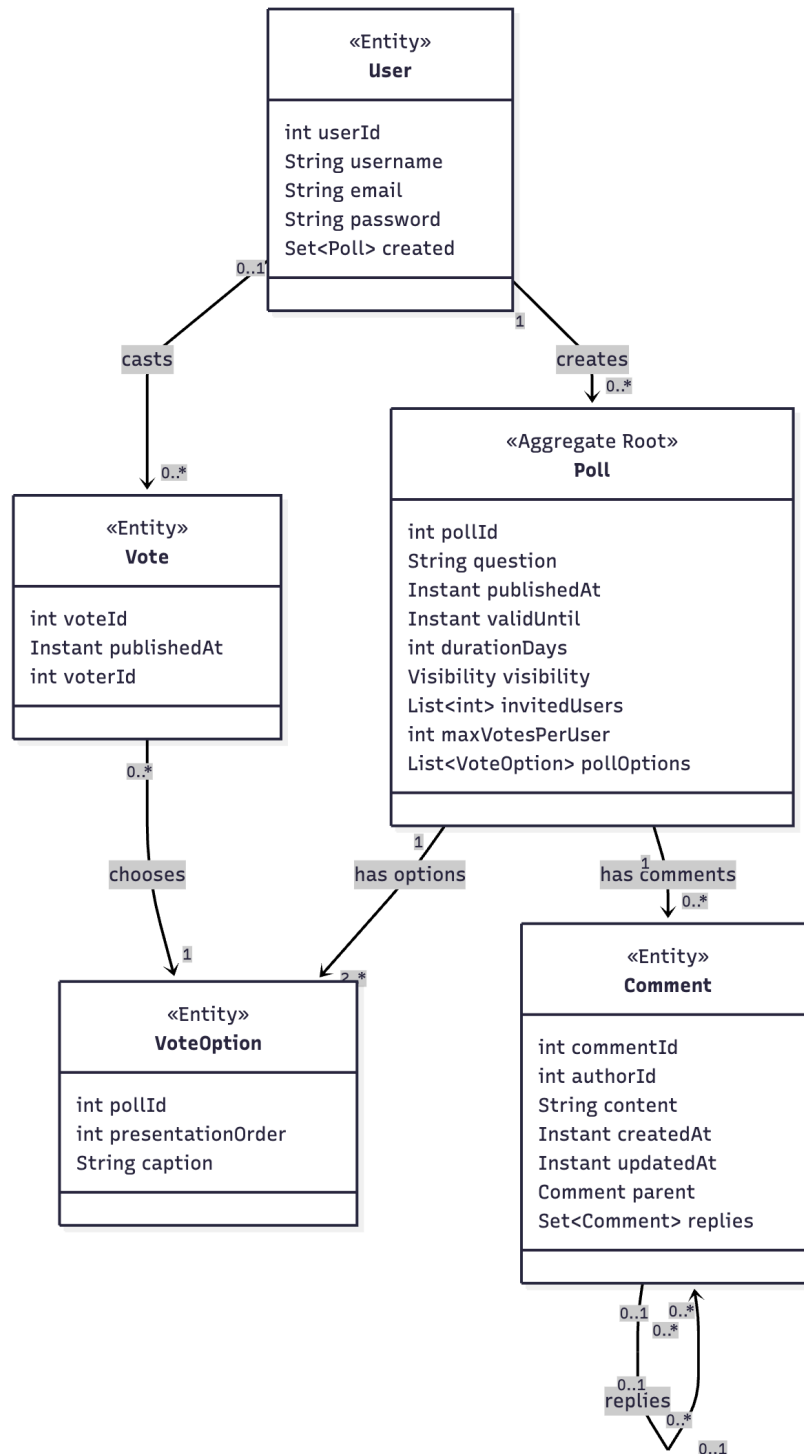 «Entity»
User
int userId
String username
String email
String password
Set<Poll> created
0..1
1
casts
creates
0..*
0..*
«Aggregate Root»
Poll
int pollId
String question
Instant publishedAt
Instant validUntil
int durationDays
Visibility visibility
List<int> invitedUsers
int maxVotesPerUser
List<VoteOption> pollOptions
«Entity»
Vote
int voteId
Instant publishedAt
int voterId
0..*
1
1
chooses
has options
has comments
0..*
1
2..*
«Entity»
VoteOption
int pollId
int presentationOrder
String caption
«Entity»
Comment
int commentId
int authorId
String content
Instant createdAt
Instant updatedAt
Comment parent
Set<Comment> replies
0..1
0..*
0..*
0..1
replies
0..*
0..1